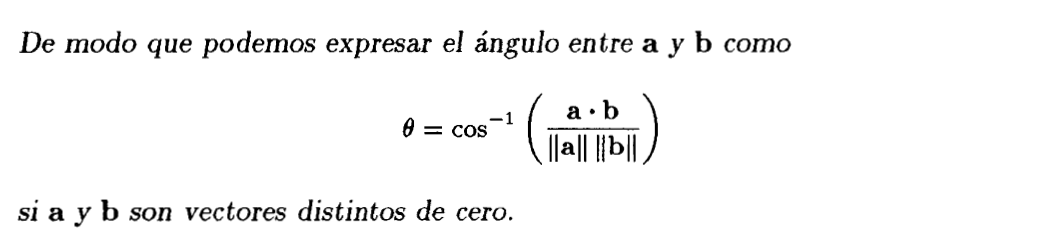 De modo que podemos expresar el ángulo entre a y b como
θ = cos⁻¹ ( a · b / ‖a‖ ‖b‖ )
si a y b son vectores distintos de cero.